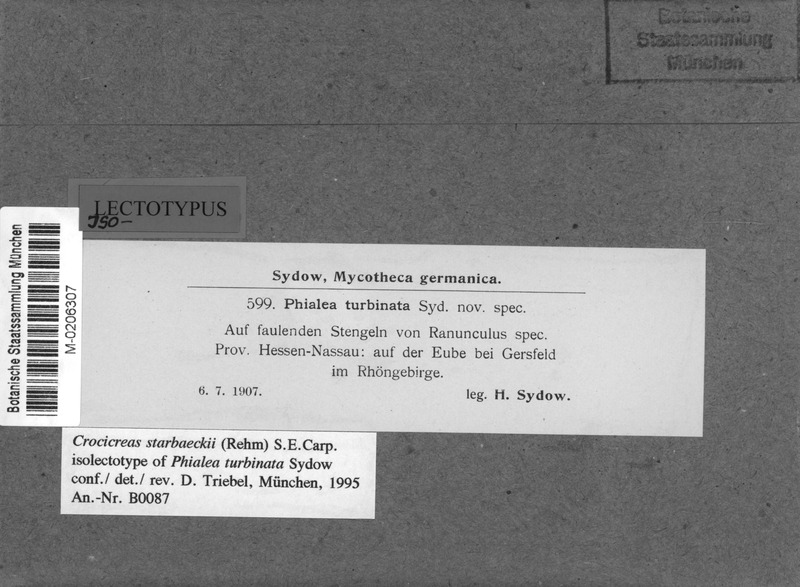 Botanische
Staatssammlung
München
LECTOTYPUS
JSO-
Botanische Staatssammlung München
M-0206307
Sydow, Mycotheca germanica.
599. Phialea turbinata Syd. nov. spec.
Auf faulenden Stengeln von Ranunculus spec.
Prov. Hessen-Nassau: auf der Eube bei Gersfeld
im Rhöngebirge.
6. 7. 1907. leg. H. Sydow.
Crocicreas starbaeckii (Rehm) S.E.Carp.
isolectotype of Phialea turbinata Sydow
conf./ det./ rev. D. Triebel, München, 1995
An.-Nr. B0087